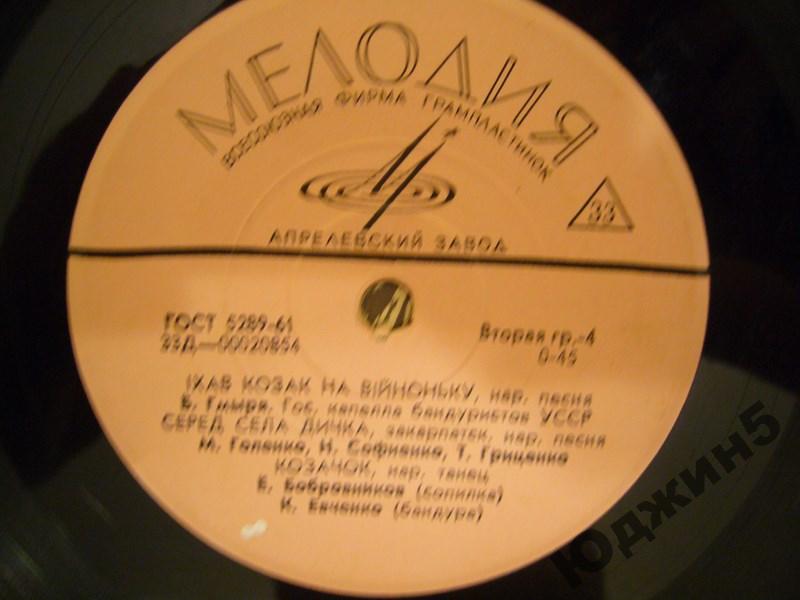 МЕЛОДИЯ
ВСЕСОЮЗНАЯ ФИРМА ГРАМПЛАСТИНОК
33
АПРЕЛЕВСКИЙ ЗАВОД
ГОСТ 5289-61
33Д—00020854
Вторая гр.-4
0-45
ЇХАВ КОЗАК НА ВІЙНОНЬКУ, нар. песня
Б. Гмыря, Гос. капелла бандуристов УССР
СЕРЕД СЕЛА ДИЧКА, закарпатск. нар. песня
М. Голенко, Н. Софиенко, Т. Гриценко
КОЗАЧОК, нар. танец
Е. Бобровников (сопилка)
К. Евченко (бандура)
Юджин5